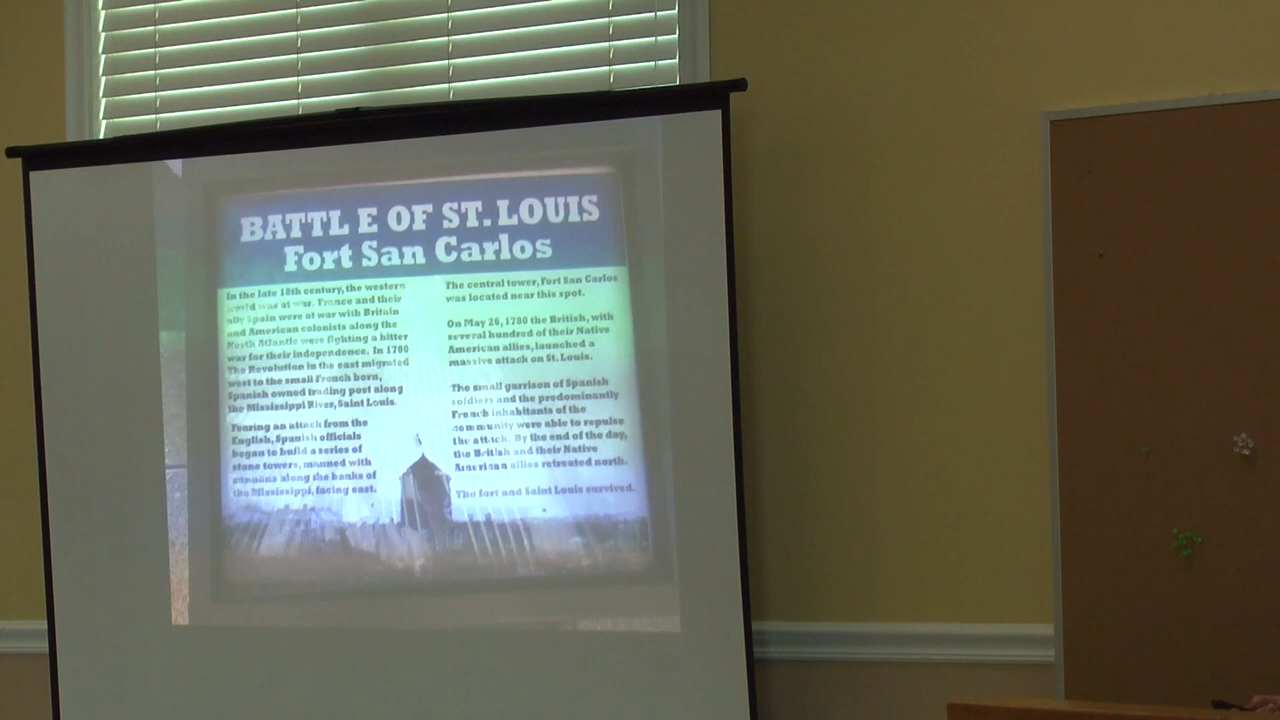 BATTLE OF ST. LOUIS
Fort San Carlos
In the late 18th century, the western
world was at war. France and their
ally Spain were at war with Britain
and American colonists along the
North Atlantic were fighting a bitter
war for their independence. In 1780
The Revolution in the east migrated
west to the small French born,
Spanish owned trading post along
the Mississippi River, Saint Louis.
Fearing an attack from the
English, Spanish officials
began to build a series of
stone towers, manned with
cannons along the banks of
the Mississippi, facing east.
The central tower, Fort San Carlos
was located near this spot.
On May 26, 1780 the British, with
several hundred of their Native
American allies, launched a
massive attack on St. Louis.
The small garrison of Spanish
soldiers and the predominantly
French inhabitants of the
community were able to repulse
the attack. By the end of the day,
the British and their Native
American allies retreated north.
The fort and Saint Louis survived.